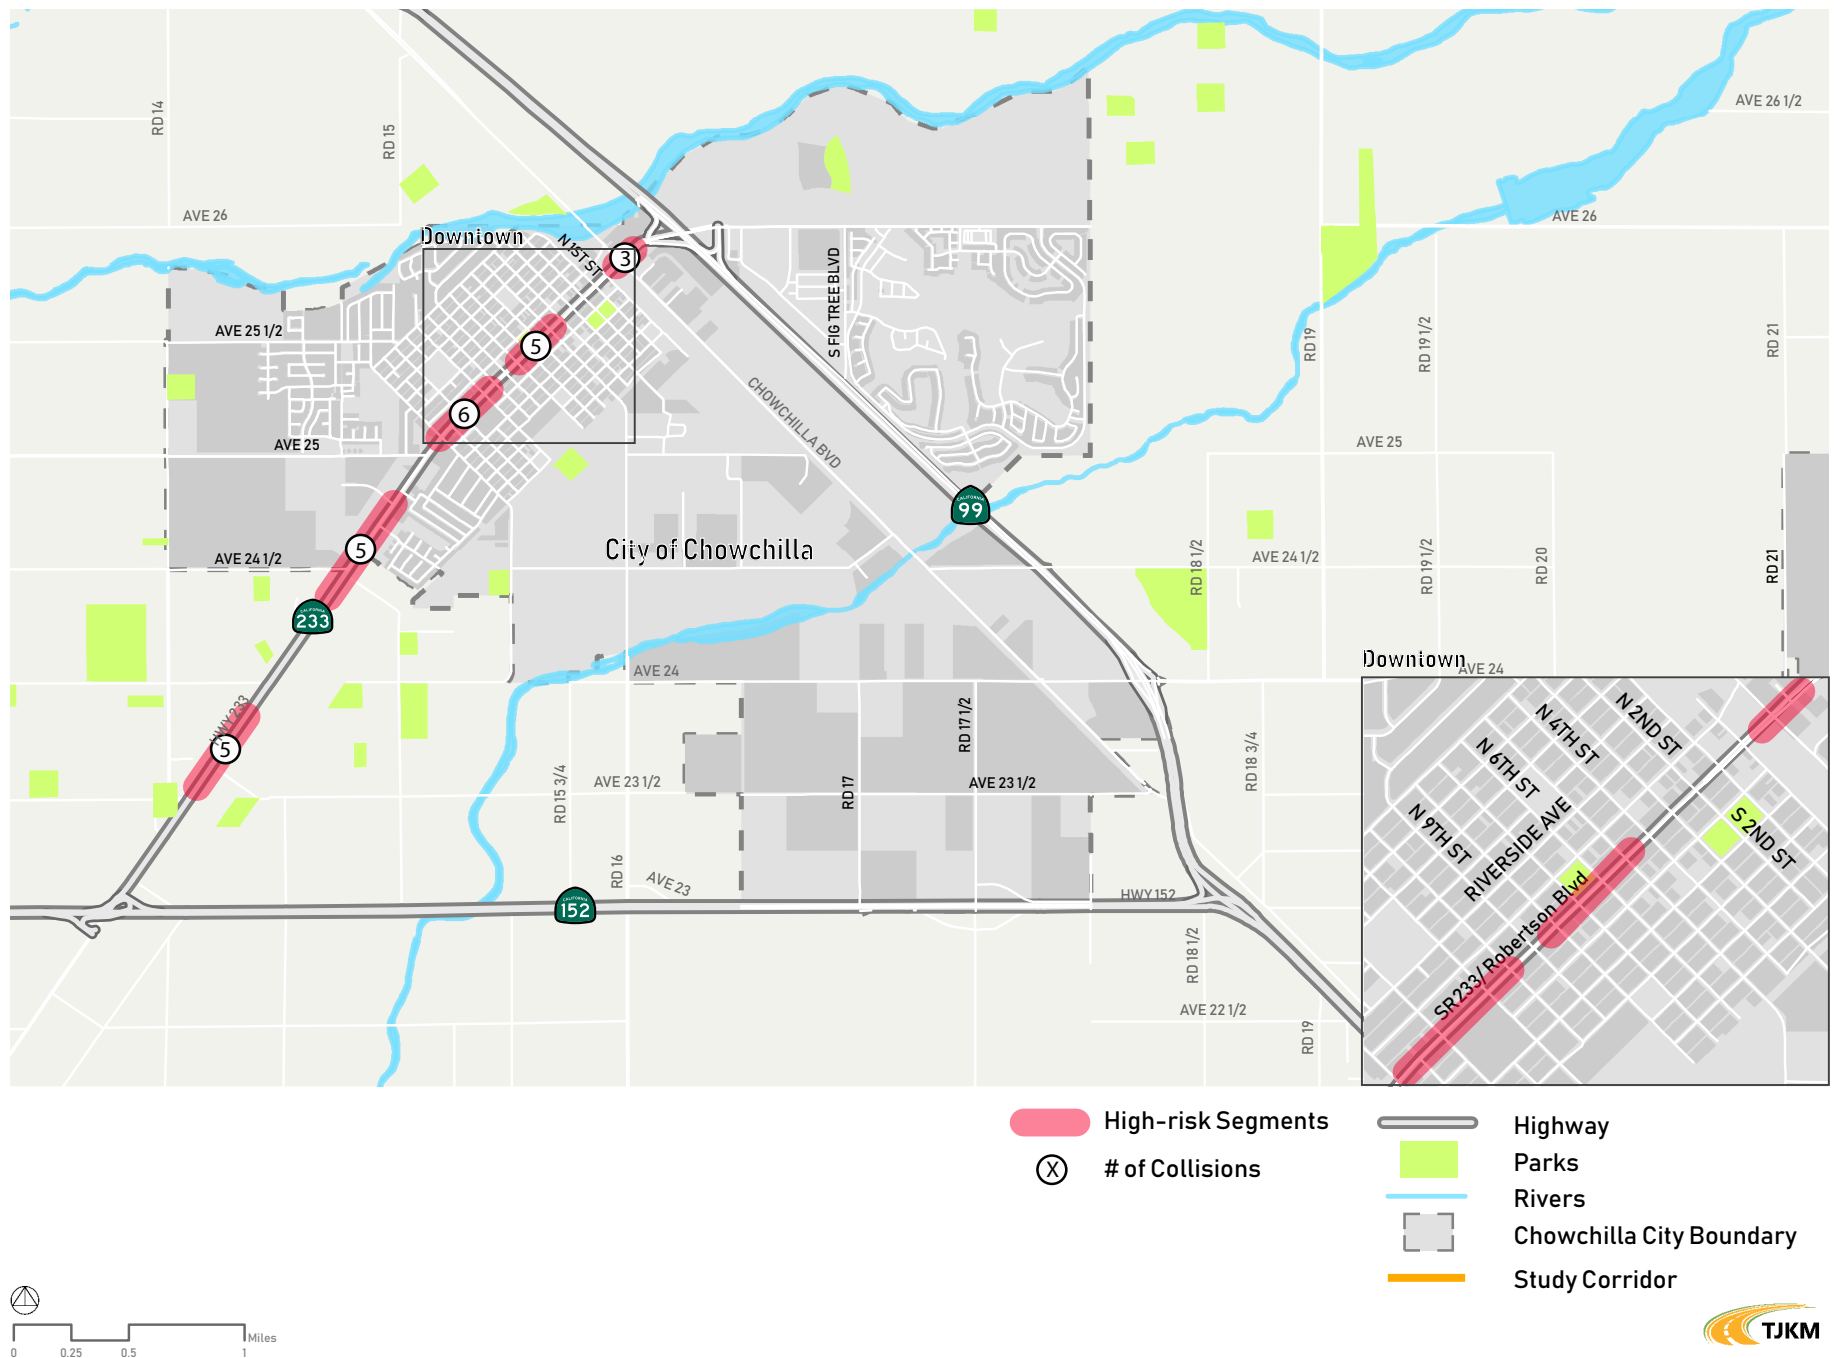 AVE 26 1/2
RD 14
RD 15
AVE 26
AVE 26
Downtown
N 1ST ST
3
S FIG TREE BLVD
AVE 25 1/2
5
RD 19
RD 19 1/2
RD 21
CHOWCHILLA BVD
6
AVE 25
AVE 25
CALIFORNIA
99
AVE 24 1/2
5
City of Chowchilla
RD 18 1/2
AVE 24 1/2
RD 19 1/2
RD 20
RD 21
CALIFORNIA
233
AVE 24
Downtown
AVE 24
HWY 233
5
RD 17 1/2
RD 18 3/4
RD 15 3/4
AVE 23 1/2
RD 17
AVE 23 1/2
N 2ND ST
N 4TH ST
N 6TH ST
N 9TH ST
RIVERSIDE AVE
S 2ND ST
SR233/ Robertson Blvd
RD 16
AVE 23
CALIFORNIA
152
HWY 152
RD 18 1/2
AVE 22 1/2
RD 19
High-risk Segments
X
# of Collisions
Highway
Parks
Rivers
Chowchilla City Boundary
Study Corridor
Miles
0 0.25 0.5 1
TJKM